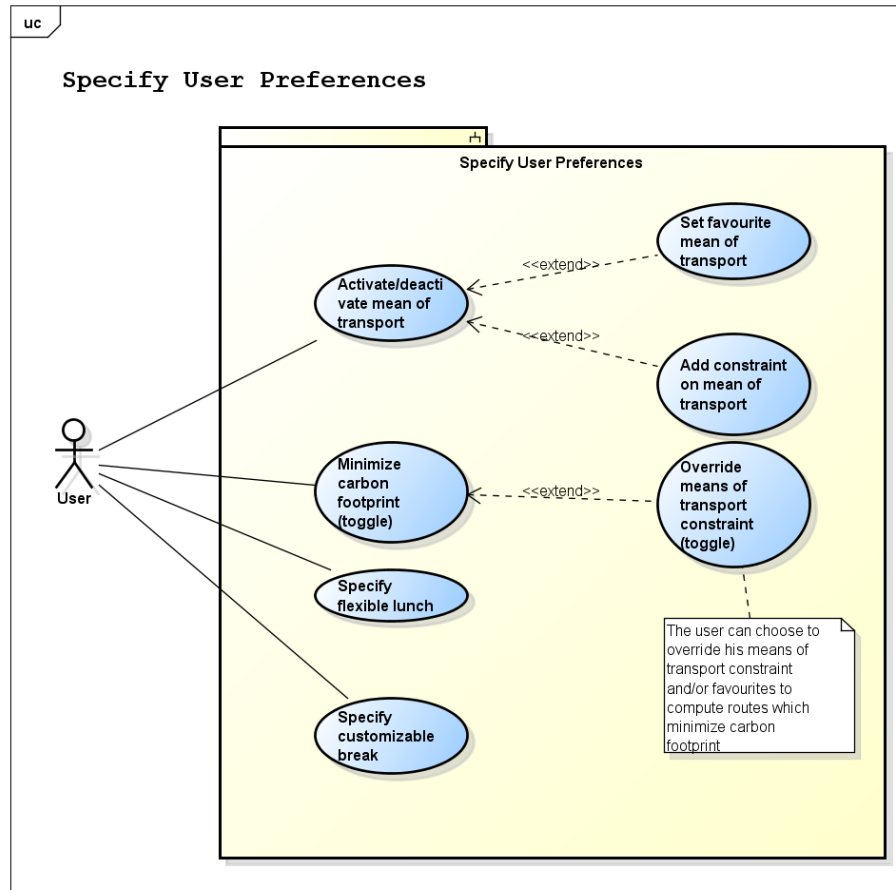 uc
Specify User Preferences
Specify User Preferences
Set favourite
mean of
transport
<<extend>>
Activate/deacti
vate mean of
transport
<<extend>>
Add constraint
on mean of
transport
User
Minimize
carbon
footprint
(toggle)
<<extend>>
Override
means of
transport
constraint
(toggle)
Specify
flexible lunch
The user can choose to
override his means of
transport constraint
and/or favourites to
compute routes which
minimize carbon
footprint
Specify
customizable
break